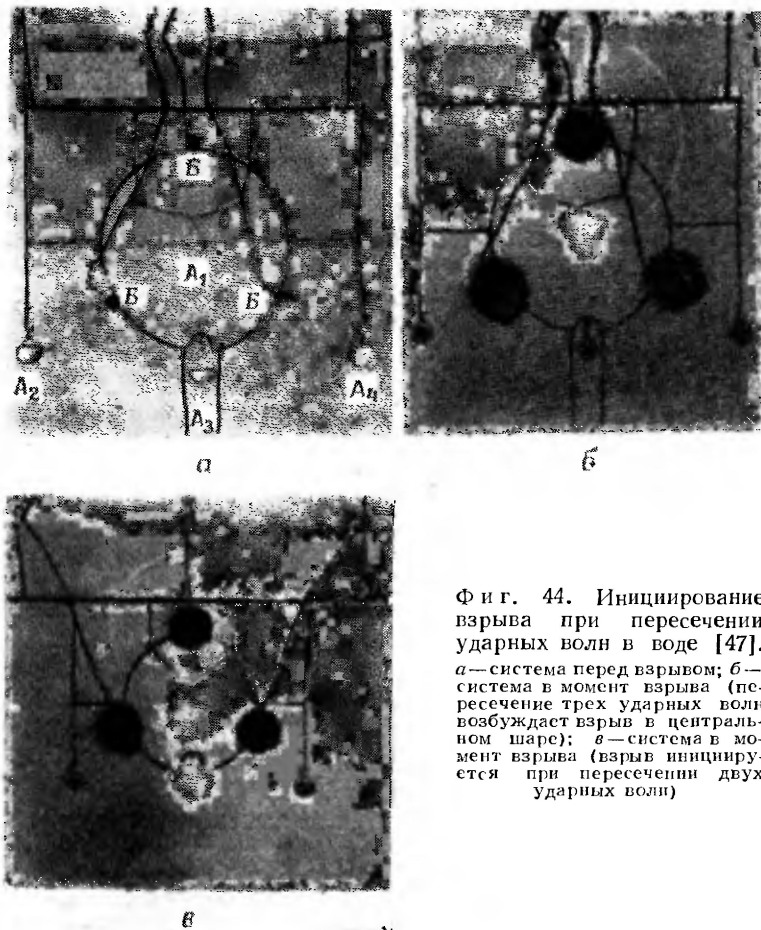 Б
А₁
Б Б
А₂ А₃ А₄
а б
в
Фиг. 44. Инициирование
взрыва при пересечении
ударных волн в воде [47].
а—система перед взрывом; б—
система в момент взрыва (пе-
ресечение трех ударных волн
возбуждает взрыв в централь-
ном шаре); в—система в мо-
мент взрыва (взрыв иницииру-
ется при пересечении двух
ударных волн)